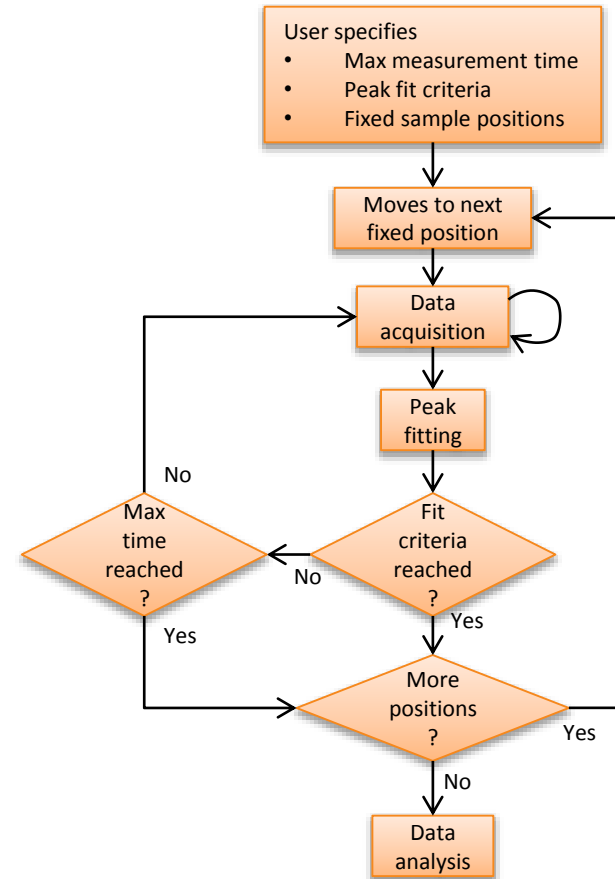 User specifies
• Max measurement time
• Peak fit criteria
• Fixed sample positions
Moves to next
fixed position
Data
acquisition
Peak
fitting
No
Max
time
reached
?
Fit
criteria
reached
?
No
Yes
Yes
More
positions
?
Yes
No
Data
analysis